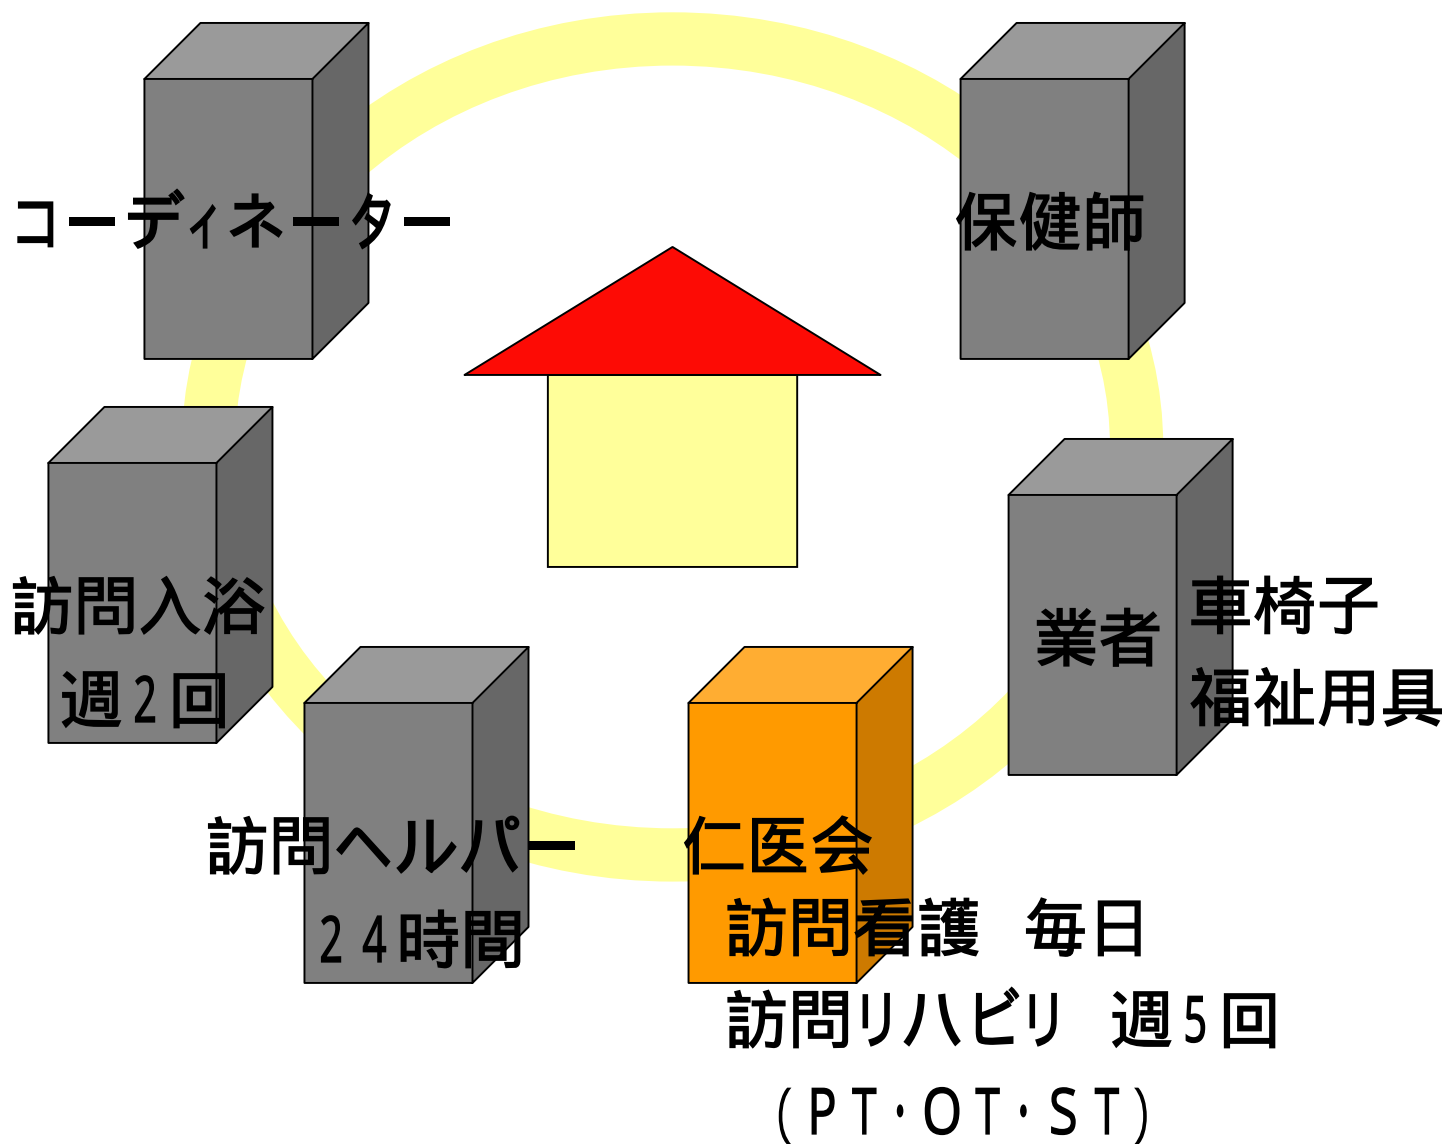 コーディネーター
保健師
訪問入浴
週2回
業者
車椅子
福祉用具
訪問ヘルパー
24時間
仁医会
訪問看護 毎日
訪問リハビリ 週5回
(PT・OT・ST)